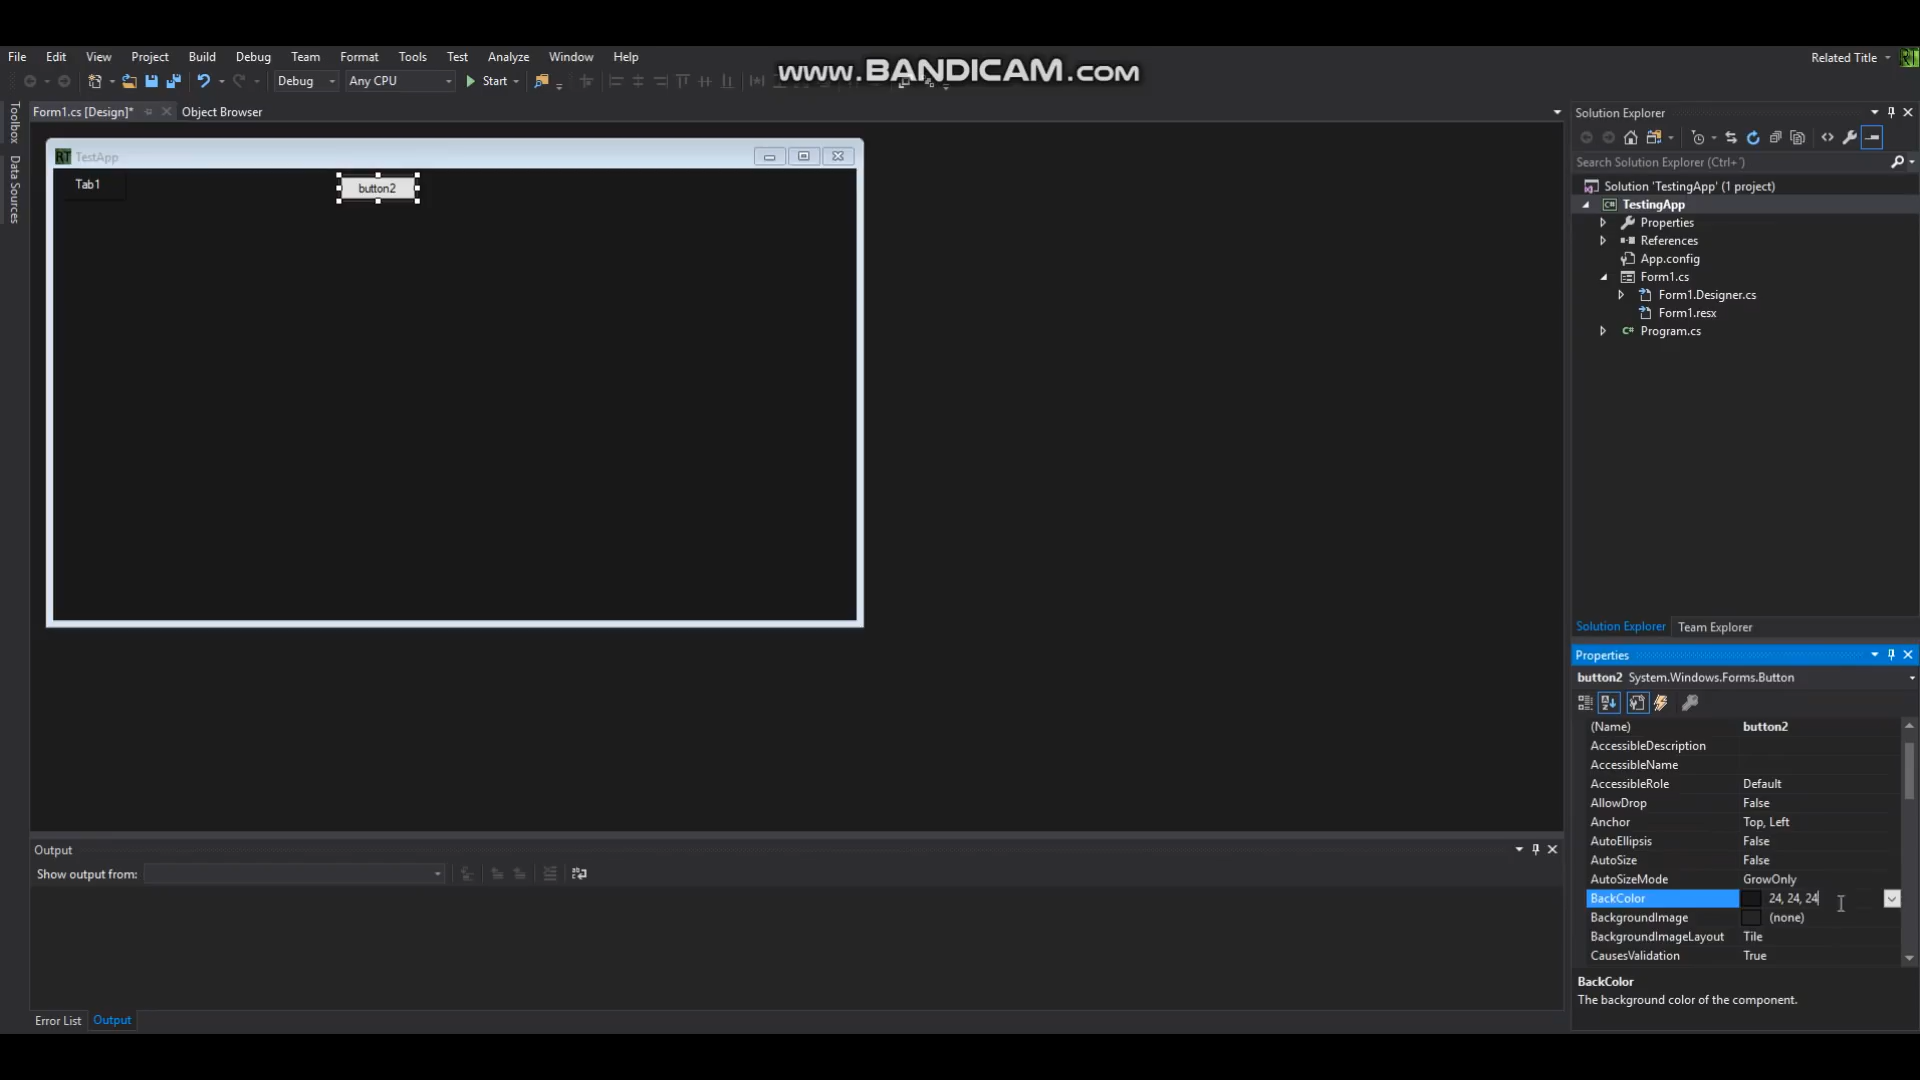 File Edit View Project Build Debug Team Format Tools Test Analyze Window Help
www.BANDICAM.com
Related Title
RT
Debug Any CPU Start
Toolbox
Data Sources
Form1.cs [Design]* Object Browser
RT TestApp
Tab1
button2
Solution Explorer
Search Solution Explorer (Ctrl+')
Solution 'TestingApp' (1 project)
C# TestingApp
Properties
References
App.config
Form1.cs
Form1.Designer.cs
Form1.resx
C# Program.cs
Solution Explorer Team Explorer
Properties
button2 System.Windows.Forms.Button
(Name) button2
AccessibleDescription
AccessibleName
AccessibleRole Default
AllowDrop False
Anchor Top, Left
AutoEllipsis False
AutoSize False
AutoSizeMode GrowOnly
BackColor 24, 24, 24
BackgroundImage (none)
BackgroundImageLayout Tile
CausesValidation True
BackColor
The background color of the component.
Output
Show output from:
Error List Output